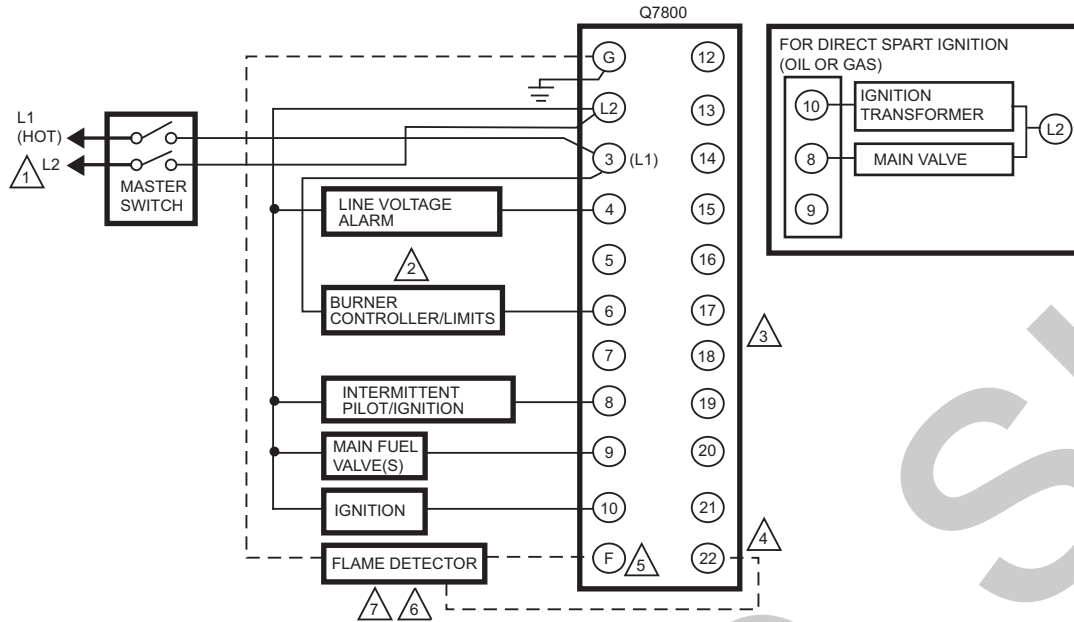 Q7800
G
12
L2
13
L1
(HOT)
3
(L1)
14
1
L2
MASTER
SWITCH
LINE VOLTAGE
ALARM
4
15
2
5
16
BURNER
CONTROLLER/LIMITS
6
17
3
7
18
INTERMITTENT
PILOT/IGNITION
8
19
MAIN FUEL
VALVE(S)
9
20
IGNITION
10
21
4
FLAME DETECTOR
F
5
22
7
6
FOR DIRECT SPART IGNITION
(OIL OR GAS)
10
IGNITION
TRANSFORMER
L2
8
MAIN VALVE
9